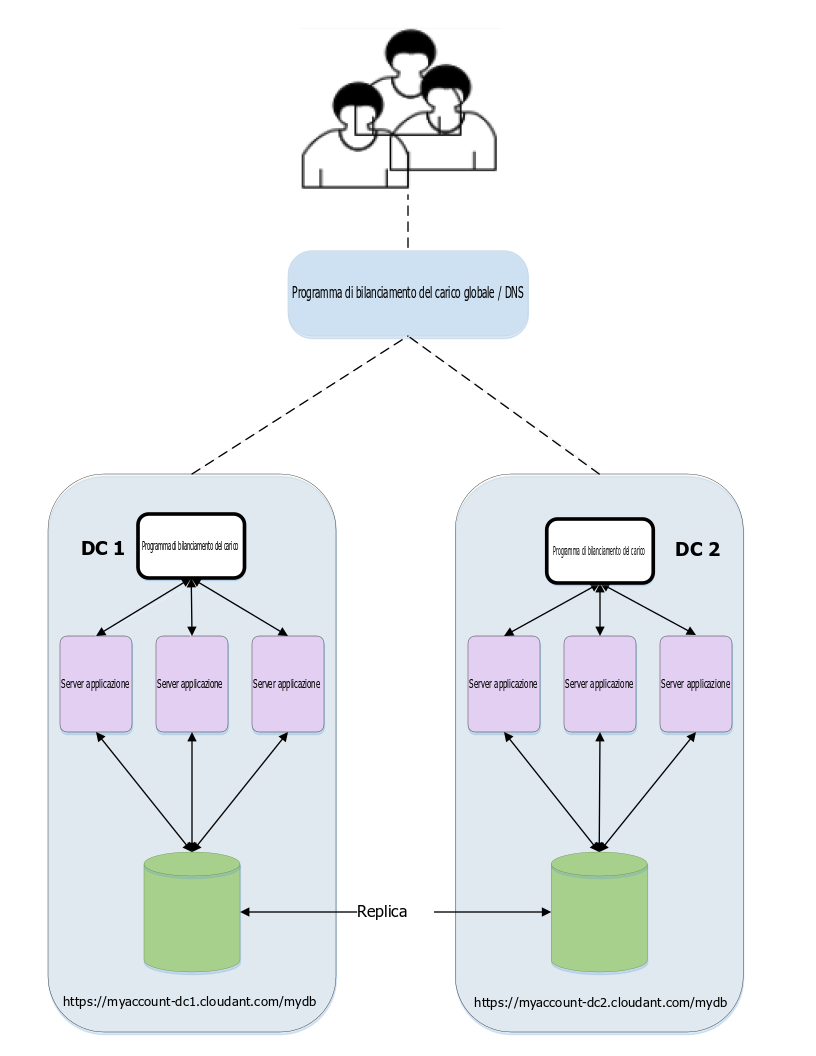 Programma di bilanciamento del carico globale / DNS
DC 1
Programma di bilanciamento del carico
Programma di bilanciamento del carico
DC 2
Server applicazione
Server applicazione
Server applicazione
Server applicazione
Server applicazione
Server applicazione
Replica
https://myaccount-dc1.cloudant.com/mydb
https://myaccount-dc2.cloudant.com/mydb